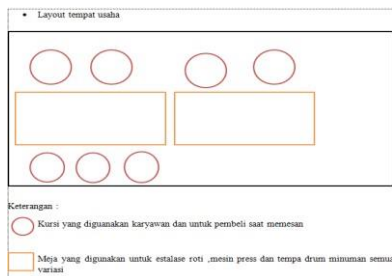 • Layout tempat usaha
Keterangan :
Kursi yang diguanakan karyawan dan untuk pembeli saat memesan
Meja yang digunakan untuk estalase roti ,mesin press dan tempa drum minuman semua
variasi